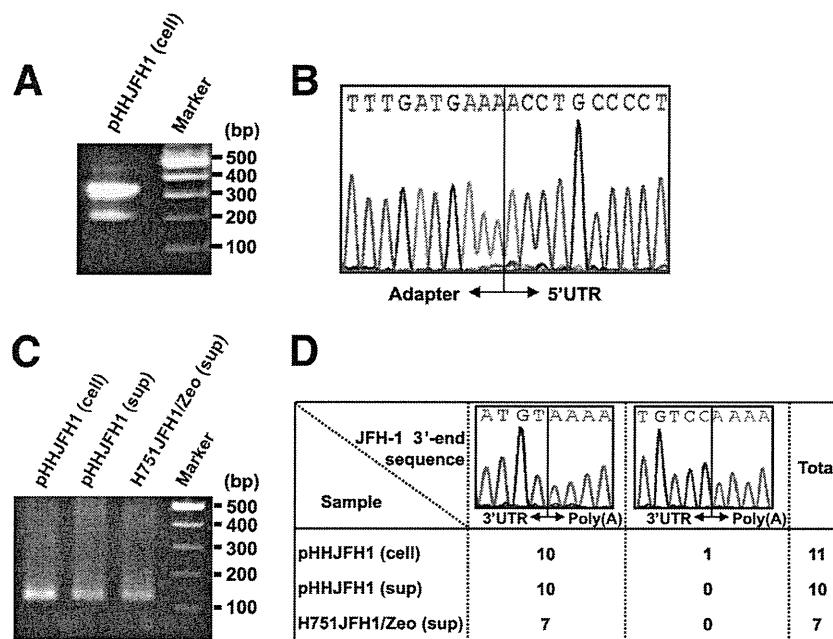 A
pHHJFH1 (cell)
Marker
(bp)
500
400
300
200
100
B
TTTGATGAAAACCTGCCCCT
Adapter
5'UTR
C
pHHJFH1 (cell)
pHHJFH1 (sup)
H751JFH1/Zeo (sup)
Marker
(bp)
500
400
300
200
100
D
JFH-1 3'-end
sequence
Sample
ATGTAAAA
3'UTR Poly(A)
TGTCCAAAA
3'UTR Poly(A)
Total
pHHJFH1 (cell) 10 1 11
pHHJFH1 (sup) 10 0 10
H751JFH1/Zeo (sup) 7 0 7